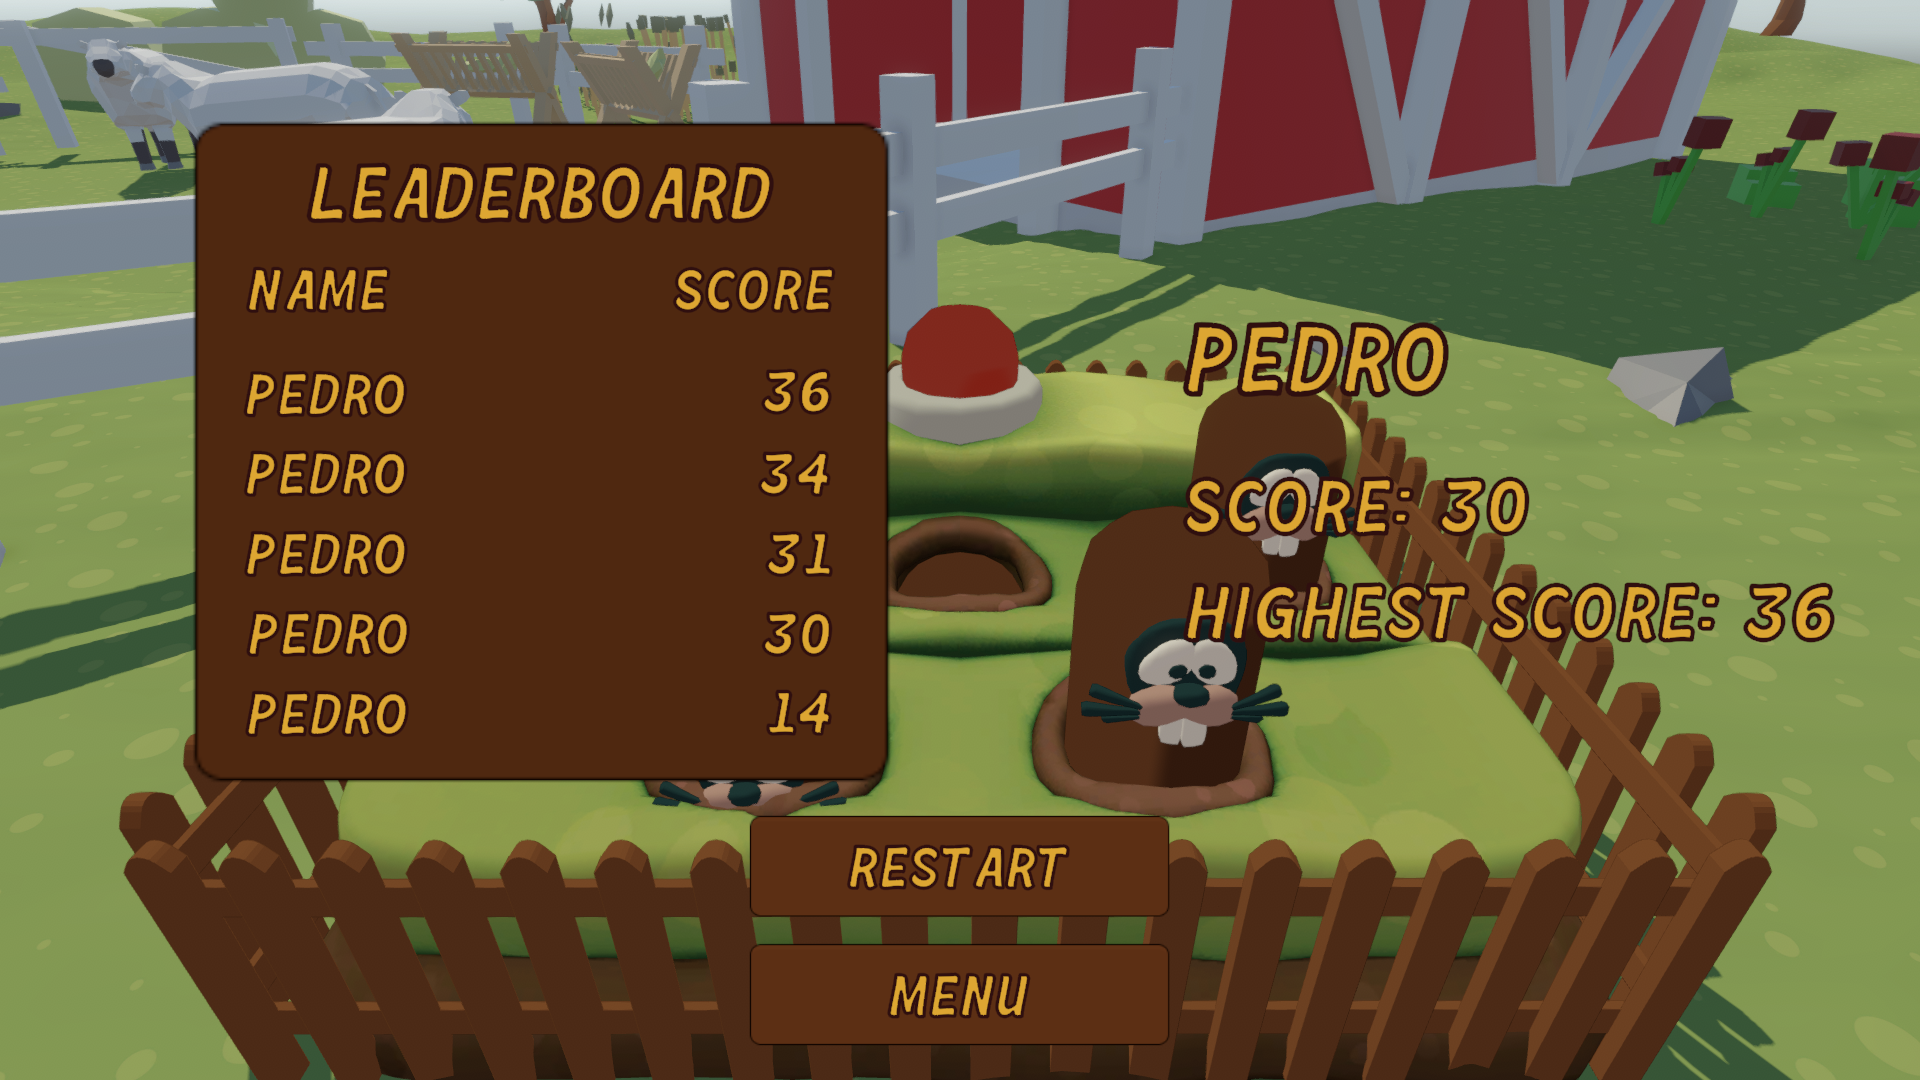 LEADERBOARD
NAME SCORE
PEDRO 36
PEDRO 34
PEDRO 31
PEDRO 30
PEDRO 14
PEDRO
SCORE: 30
HIGHEST SCORE: 36
RESTART
MENU